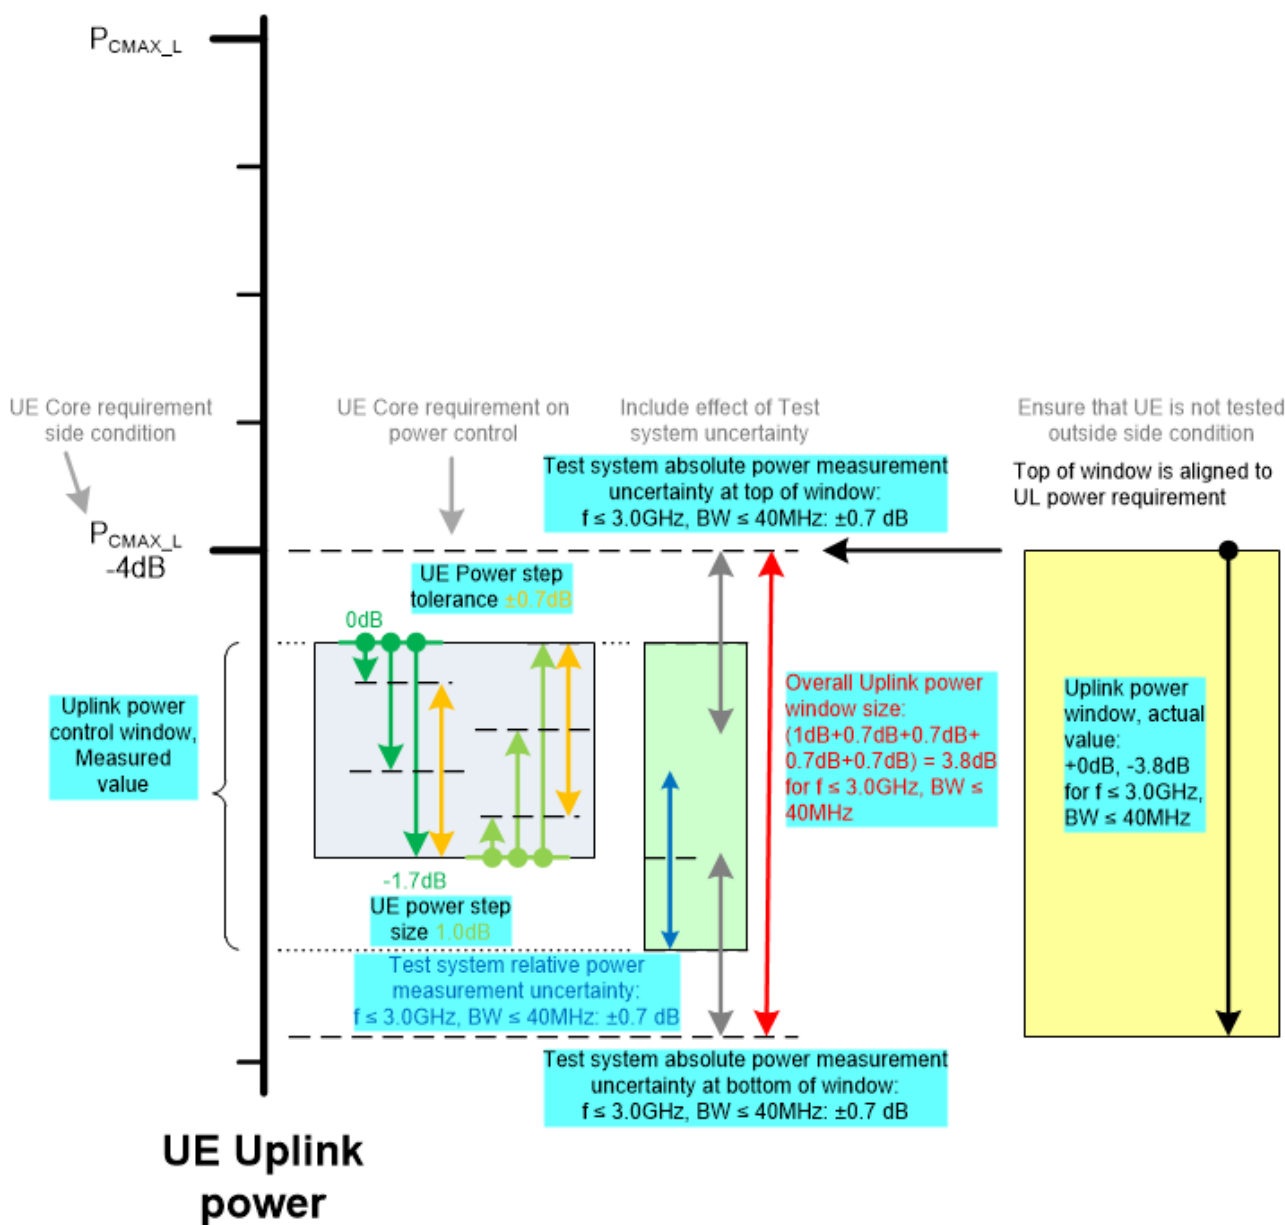 PCMAX_L
UE Core requirement
side condition
UE Core requirement on
power control
Include effect of Test
system uncertainty
Ensure that UE is not tested
outside side condition
Test system absolute power measurement
uncertainty at top of window:
f ≤ 3.0GHz, BW ≤ 40MHz: ±0.7 dB
Top of window is aligned to
UL power requirement
PCMAX_L
-4dB
UE Power step
tolerance ±0.7dB
0dB
Uplink power
control window,
Measured
value
Overall Uplink power
window size:
(1dB+0.7dB+0.7dB+
0.7dB+0.7dB) = 3.8dB
for f ≤ 3.0GHz, BW ≤
40MHz
Uplink power
window, actual
value:
+0dB, -3.8dB
for f ≤ 3.0GHz,
BW ≤ 40MHz
-1.7dB
UE power step
size 1.0dB
Test system relative power
measurement uncertainty:
f ≤ 3.0GHz, BW ≤ 40MHz: ±0.7 dB
Test system absolute power measurement
uncertainty at bottom of window:
f ≤ 3.0GHz, BW ≤ 40MHz: ±0.7 dB
UE Uplink
power